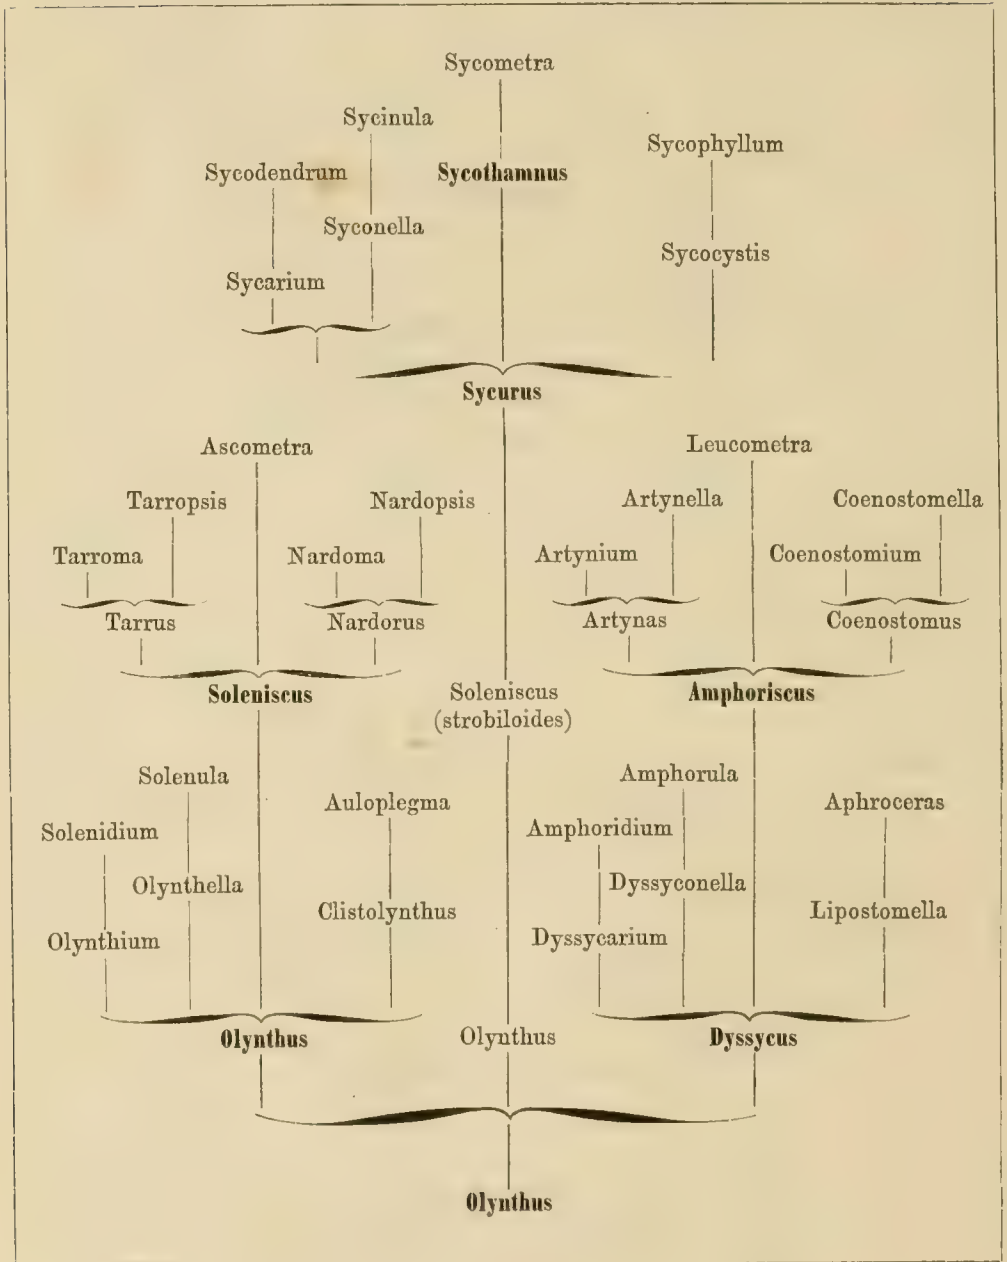 Sycometra
Sycinula
Sycophyllum
Sycodendrum Sycothamnus
Syconella
Sycocystis
Sycarium
Sycurus
Ascometra Leucometra
Tarropsis Nardopsis Artynella Coenostomella
Tarroma Nardoma Artynium Coenostomium
Tarrus Nardorus Artynas Coenostomus
Soleniscus Soleniscus Amphoriscus
(strobiloides)
Solenula Amphorula
Auloplegma Aphroceras
Solenidium Amphoridium
Olynthella Dyssyconella
Clistolynthus Lipostomella
Olynthium Dyssycarium
Olynthus Olynthus Dyssycus
Olynthus